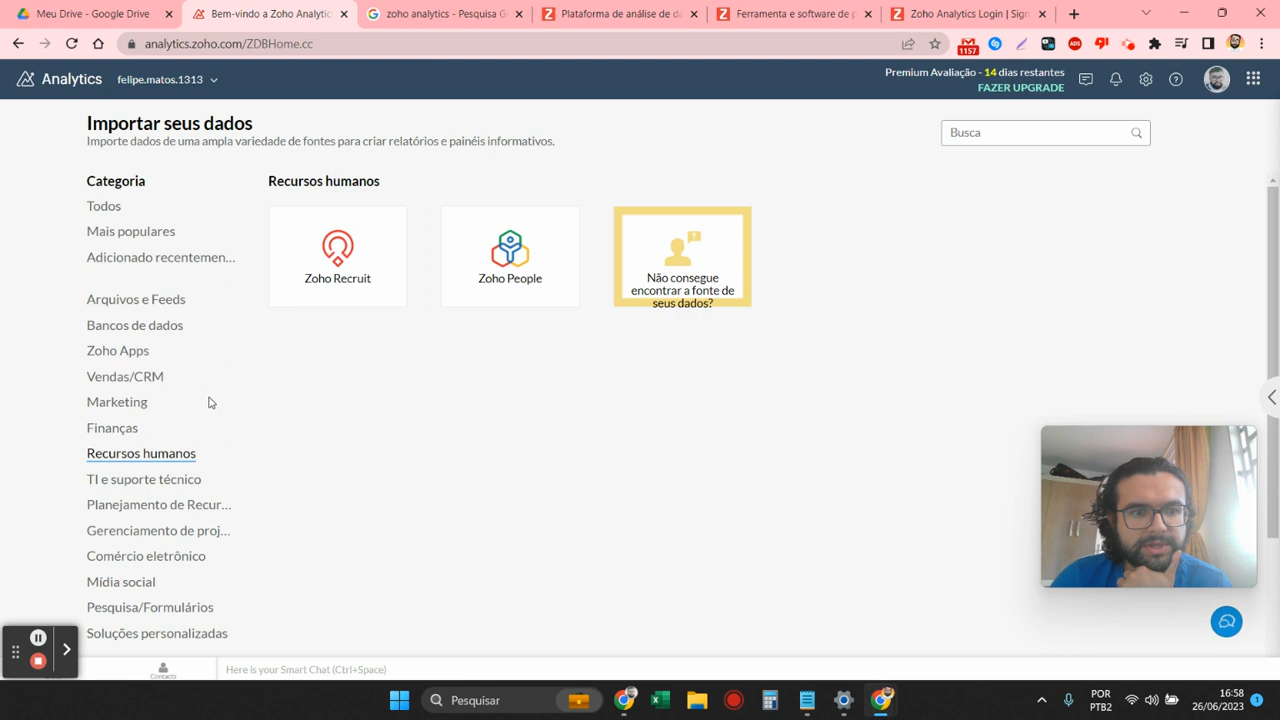 Meu Drive - Google Drive
Bem-vindo a Zoho Analytic
zoho analytics - Pesquisa G
Plataforma de análise de da
Ferramenta e software de p
Zoho Analytics Login | Sign
analytics.zoho.com/ZDBHome.cc
1157
ADS
Analytics
felipe.matos.1313
Premium Avaliação - 14 dias restantes
FAZER UPGRADE
Importar seus dados
Importe dados de uma ampla variedade de fontes para criar relatórios e painéis informativos.
Busca
Categoria
Todos
Mais populares
Adicionado recentemen...
Arquivos e Feeds
Bancos de dados
Zoho Apps
Vendas/CRM
Marketing
Finanças
Recursos humanos
TI e suporte técnico
Planejamento de Recur...
Gerenciamento de proj...
Comércio eletrônico
Mídia social
Pesquisa/Formulários
Soluções personalizadas
Recursos humanos
Zoho Recruit
Zoho People
Não consegue
encontrar a fonte de
seus dados?
Contacts
Here is your Smart Chat (Ctrl+Space)
Pesquisar
POR
PTB2
16:58
26/06/2023
1